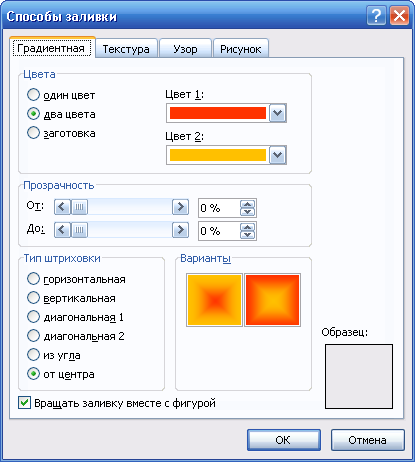 Способы заливки
Градиентная Текстура Узор Рисунок
Цвета
один цвет
два цвета
заготовка
Цвет 1:
Цвет 2:
Прозрачность
От: 0 %
До: 0 %
Тип штриховки
горизонтальная
вертикальная
диагональная 1
диагональная 2
из угла
от центра
Варианты
Образец:
Вращать заливку вместе с фигурой
ОК Отмена